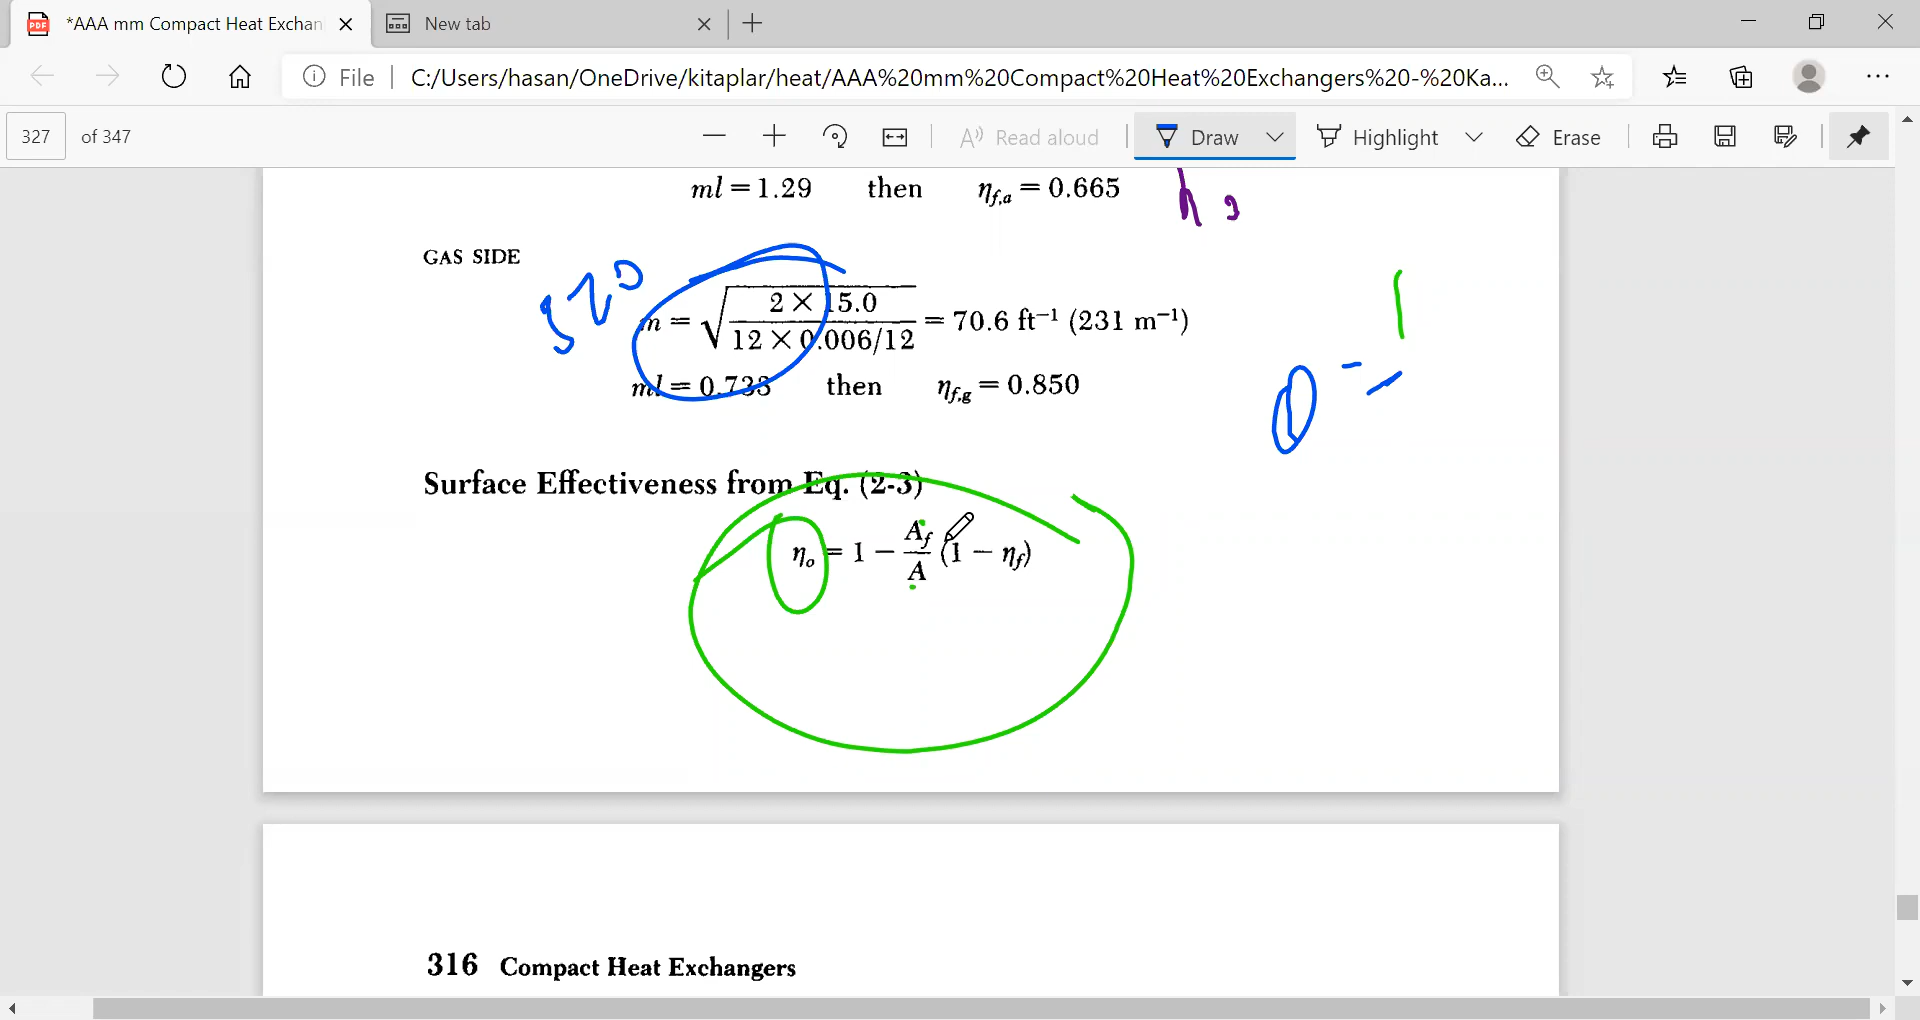 *AAA mm Compact Heat Exchan
New tab
File
C:/Users/hasan/OneDrive/kitaplar/heat/AAA%20mm%20Compact%20Heat%20Exchangers%20-%20Ka...
327 of 347
Read aloud
Draw
Highlight
Erase
ml = 1.29 then η_f,a = 0.665
GAS SIDE
m = √(2 × 15.0 / 12 × 0.006/12) = 70.6 ft⁻¹ (231 m⁻¹)
ml = 0.733 then η_f,g = 0.850
Surface Effectiveness from Eq. (2-3)
η_o = 1 − A_f/A (1 − η_f)
316 Compact Heat Exchangers